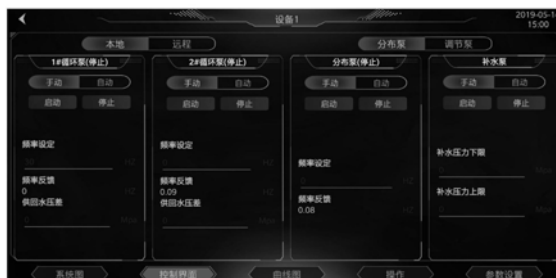 设备1
2019-05-1
15:00
本地 远程
分布泵 调节泵
1#循环泵(停止)
手动 自动
启动 停止
频率设定
HZ
频率反馈
0 HZ
供回水压差
Mpa
2#循环泵(停止)
手动 自动
启动 停止
频率设定
HZ
频率反馈
0.09 HZ
供回水压差
Mpa
分布泵(停止)
手动 自动
启动 停止
频率设定
HZ
频率反馈
0.08 HZ
补水泵
手动 自动
启动 停止
补水压力下限
Mpa
补水压力上限
Mpa
系统图 控制界面 曲线图 操作 参数设置